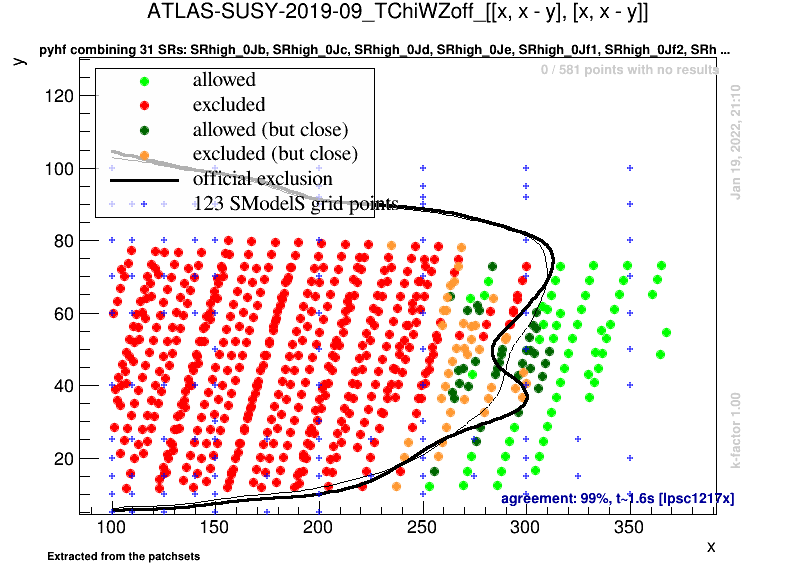 ATLAS-SUSY-2019-09_TChiWZoff_[[x, x - y], [x, x - y]]
pyhf combining 31 SRs: SRhigh_0Jb, SRhigh_0Jc, SRhigh_0Jd, SRhigh_0Je, SRhigh_0Jf1, SRhigh_0Jf2, SRh ...
y
0 / 581 points with no results
allowed
excluded
allowed (but close)
excluded (but close)
official exclusion
123 SModelS grid points
120
100
80
60
40
20
Jan 19, 2022, 21:10
k-factor 1.00
agreement: 99%, t~1.6s [lpsc1217x]
100 150 200 250 300 350
x
Extracted from the patchsets